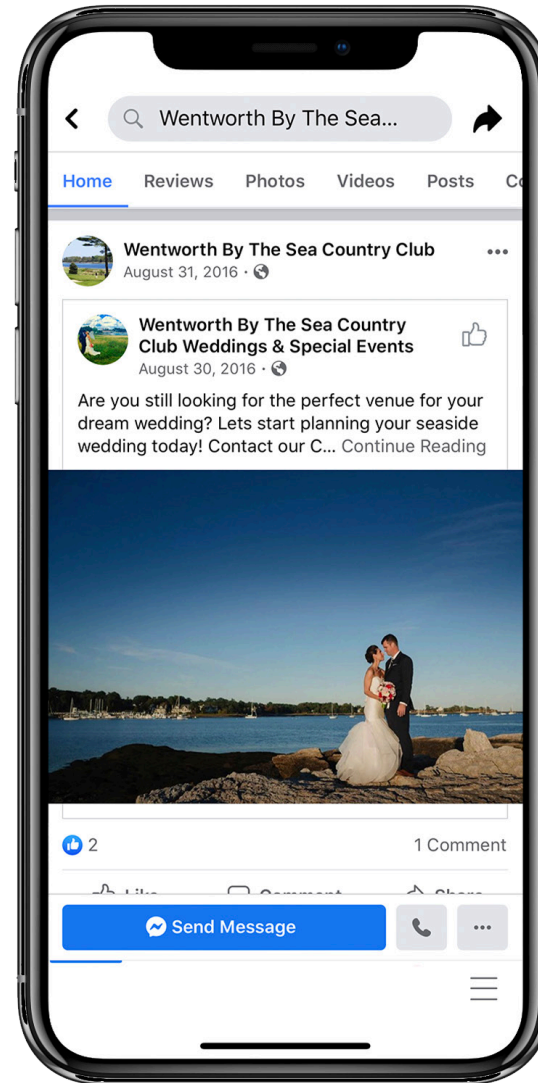 Wentworth By The Sea...
Home Reviews Photos Videos Posts
Wentworth By The Sea Country Club
August 31, 2016 ·
Wentworth By The Sea Country
Club Weddings & Special Events
August 30, 2016 ·
Are you still looking for the perfect venue for your
dream wedding? Lets start planning your seaside
wedding today! Contact our C... Continue Reading
2 1 Comment
Like Comment Share
Send Message